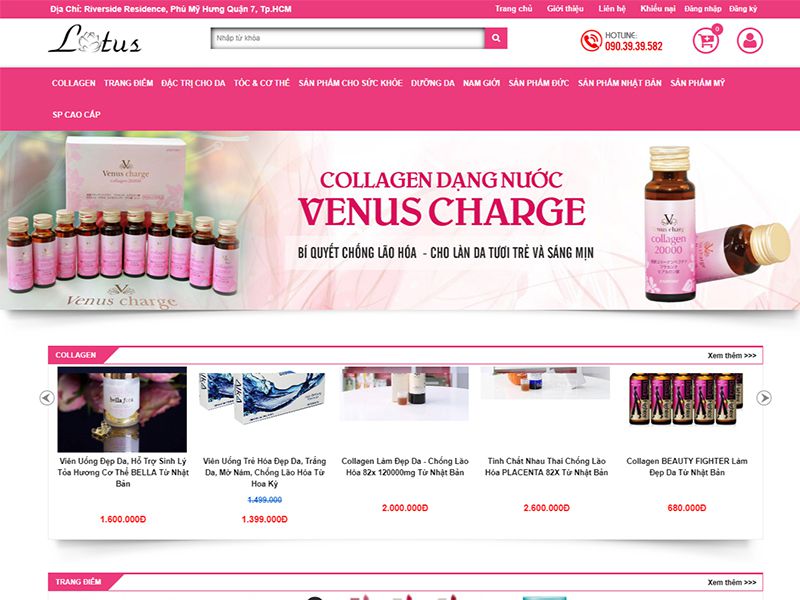 Địa Chỉ: Riverside Residence, Phú Mỹ Hưng Quận 7, Tp.HCM
Trang chủ Giới thiệu Liên hệ Khiếu nại Đăng nhập Đăng ký
Lotus
Nhập từ khóa
HOTLINE:
090.39.39.582
0
COLLAGEN TRANG ĐIỂM ĐẶC TRỊ CHO DA TÓC & CƠ THỂ SẢN PHẨM CHO SỨC KHỎE DƯỠNG DA NAM GIỚI SẢN PHẨM ĐỨC SẢN PHẨM NHẬT BẢN SẢN PHẨM MỸ
SP CAO CẤP
Venus charge
collagen 20000
Venus charge
COLLAGEN DẠNG NƯỚC
VENUS CHARGE
BÍ QUYẾT CHỐNG LÃO HÓA - CHO LÀN DA TƯƠI TRẺ VÀ SÁNG MỊN
collagen
20000
COLLAGEN
Xem thêm >>>
bella fora
Viên Uống Đẹp Da, Hỗ Trợ Sinh Lý
Tỏa Hương Cơ Thể BELLA Từ Nhật
Bản
1.600.000Đ
Viên Uống Trẻ Hóa Đẹp Da, Trắng
Da, Mờ Nám, Chống Lão Hóa Từ
Hoa Kỳ
1,499,000
1.399.000Đ
Collagen Làm Đẹp Da - Chống Lão
Hóa 82x 120000mg Từ Nhật Bản
2.000.000Đ
Tinh Chất Nhau Thai Chống Lão
Hóa PLACENTA 82X Từ Nhật Bản
2.600.000Đ
Collagen BEAUTY FIGHTER Làm
Đẹp Da Từ Nhật Bản
680.000Đ
TRANG ĐIỂM
Xem thêm >>>